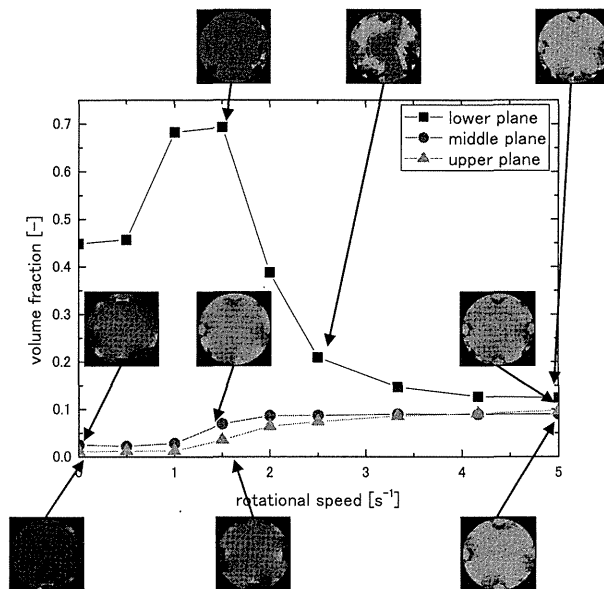 0.7
0.6
0.5
0.4
0.3
0.2
0.1
0.0
volume fraction [-]
lower plane
middle plane
upper plane
1
2
3
4
5
rotational speed [s⁻¹]